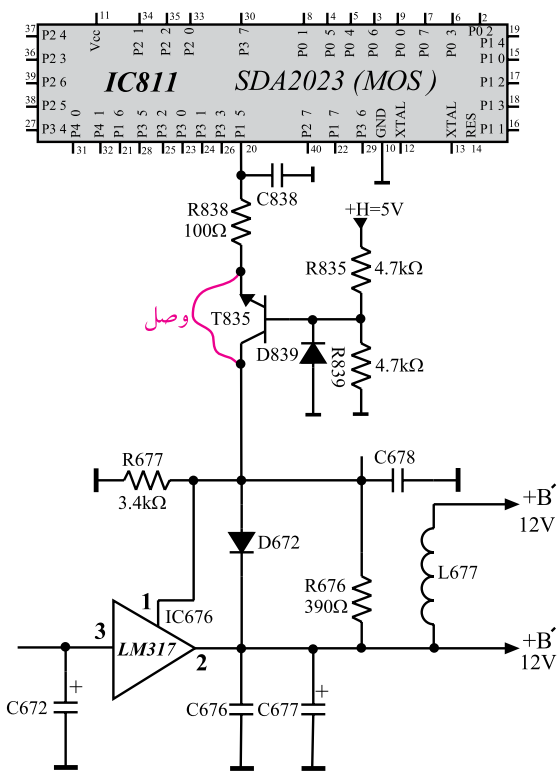 11 34 35 33 30 8 4 5 3 9 7 6 2
37 P2 4 Vcc P2 1 P2 2 P2 0 P3 7 P0 1 P0 5 P0 4 P0 6 P0 0 P0 7 P0 3 P0 2 P1 4 19
36 P2 3 IC811 SDA2023 (MOS) P1 0 15
39 P2 6 P1 2 17
38 P2 5 P1 3 18
27 P3 4 P4 0 P4 1 P1 6 P3 5 P3 2 P3 0 P3 1 P3 3 P1 5 P2 7 P1 7 P3 6 GND XTAL XTAL RES P1 1 16
31 32 21 28 25 23 24 26 20 40 22 29 10 12 13 14
C838
R838
100Ω
+H=5V
R835 4.7kΩ
وصل
T835
D839
R839
4.7kΩ
R677
3.4kΩ
C678
+B´
12V
D672
L677
1
IC676
R676
390Ω
3
LM317
2
+B´
12V
+
C672
C676
C677
+